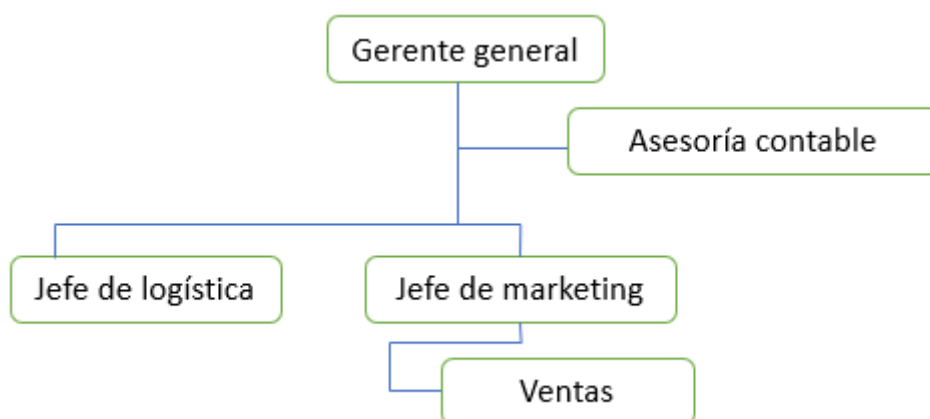 Gerente general
Asesoría contable
Jefe de logística
Jefe de marketing
Ventas